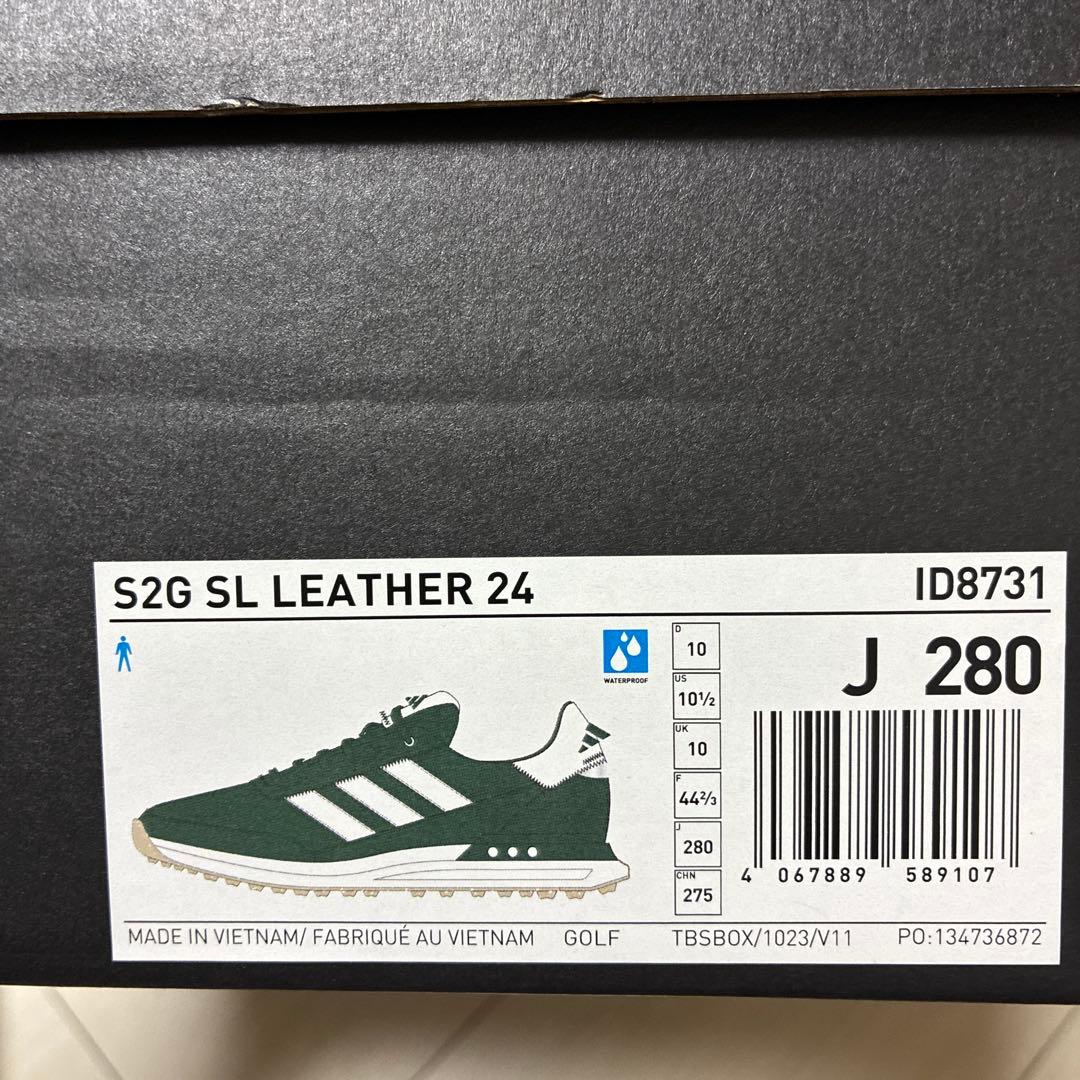 S2G SL LEATHER 24
ID8731
WATERPROOF
D
10
US
10½
UK
10
F
44⅔
J
280
CHN
275
J 280
4 067889 589107
MADE IN VIETNAM/ FABRIQUÉ AU VIETNAM GOLF TBSBOX/1023/V11 PO:134736872